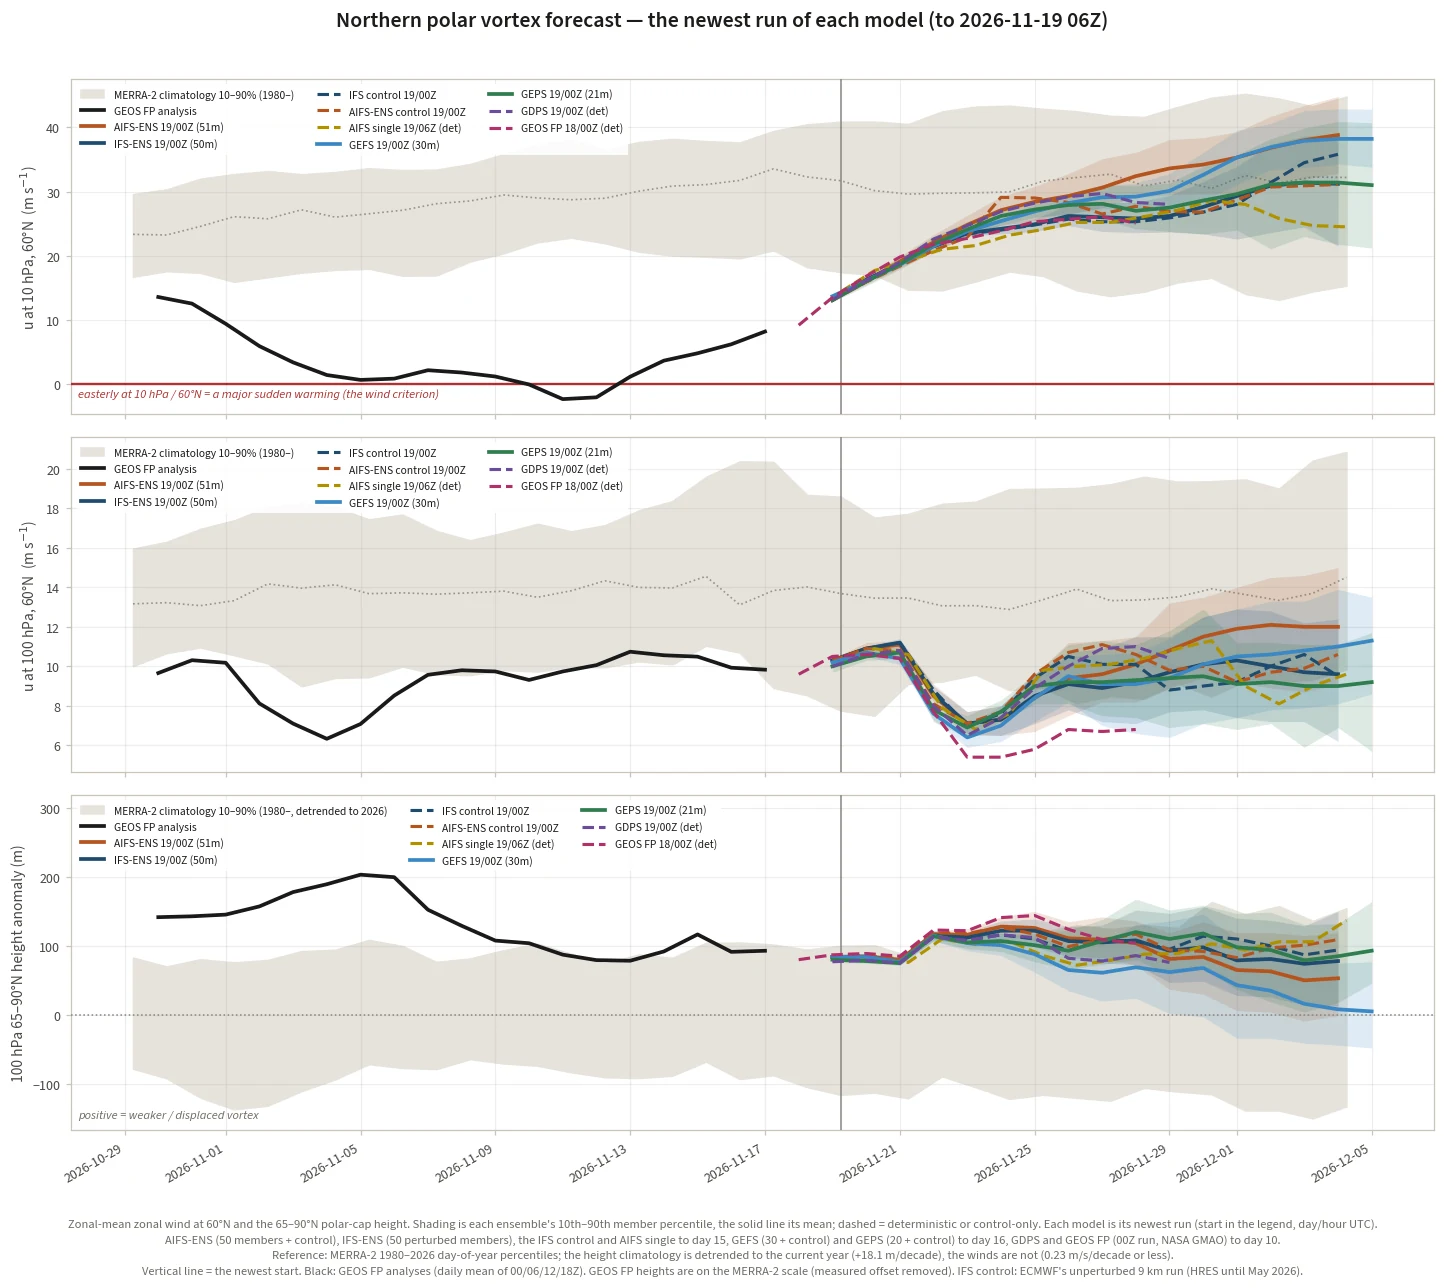 Northern polar vortex forecast — the newest run of each model (to 2026-11-19 06Z)
MERRA-2 climatology 10–90% (1980–)
GEOS FP analysis
AIFS-ENS 19/00Z (51m)
IFS-ENS 19/00Z (50m)
IFS control 19/00Z
AIFS-ENS control 19/00Z
AIFS single 19/06Z (det)
GEFS 19/00Z (30m)
GEPS 19/00Z (21m)
GDPS 19/00Z (det)
GEOS FP 18/00Z (det)
u at 10 hPa, 60°N (m s⁻¹)
40
30
20
10
0
easterly at 10 hPa / 60°N = a major sudden warming (the wind criterion)
MERRA-2 climatology 10–90% (1980–)
GEOS FP analysis
AIFS-ENS 19/00Z (51m)
IFS-ENS 19/00Z (50m)
IFS control 19/00Z
AIFS-ENS control 19/00Z
AIFS single 19/06Z (det)
GEFS 19/00Z (30m)
GEPS 19/00Z (21m)
GDPS 19/00Z (det)
GEOS FP 18/00Z (det)
u at 100 hPa, 60°N (m s⁻¹)
20
18
16
14
12
10
8
6
MERRA-2 climatology 10–90% (1980–, detrended to 2026)
GEOS FP analysis
AIFS-ENS 19/00Z (51m)
IFS-ENS 19/00Z (50m)
IFS control 19/00Z
AIFS-ENS control 19/00Z
AIFS single 19/06Z (det)
GEFS 19/00Z (30m)
GEPS 19/00Z (21m)
GDPS 19/00Z (det)
GEOS FP 18/00Z (det)
100 hPa 65–90°N height anomaly (m)
300
200
100
0
−100
positive = weaker / displaced vortex
2026-10-29
2026-11-01
2026-11-05
2026-11-09
2026-11-13
2026-11-17
2026-11-21
2026-11-25
2026-11-29
2026-12-01
2026-12-05
Zonal-mean zonal wind at 60°N and the 65–90°N polar-cap height. Shading is each ensemble's 10th–90th member percentile, the solid line its mean; dashed = deterministic or control-only. Each model is its newest run (start in the legend, day/hour UTC).
AIFS-ENS (50 members + control), IFS-ENS (50 perturbed members), the IFS control and AIFS single to day 15, GEFS (30 + control) and GEPS (20 + control) to day 16, GDPS and GEOS FP (00Z run, NASA GMAO) to day 10.
Reference: MERRA-2 1980–2026 day-of-year percentiles; the height climatology is detrended to the current year (+18.1 m/decade), the winds are not (0.23 m/s/decade or less).
Vertical line = the newest start. Black: GEOS FP analyses (daily mean of 00/06/12/18Z). GEOS FP heights are on the MERRA-2 scale (measured offset removed). IFS control: ECMWF's unperturbed 9 km run (HRES until May 2026).